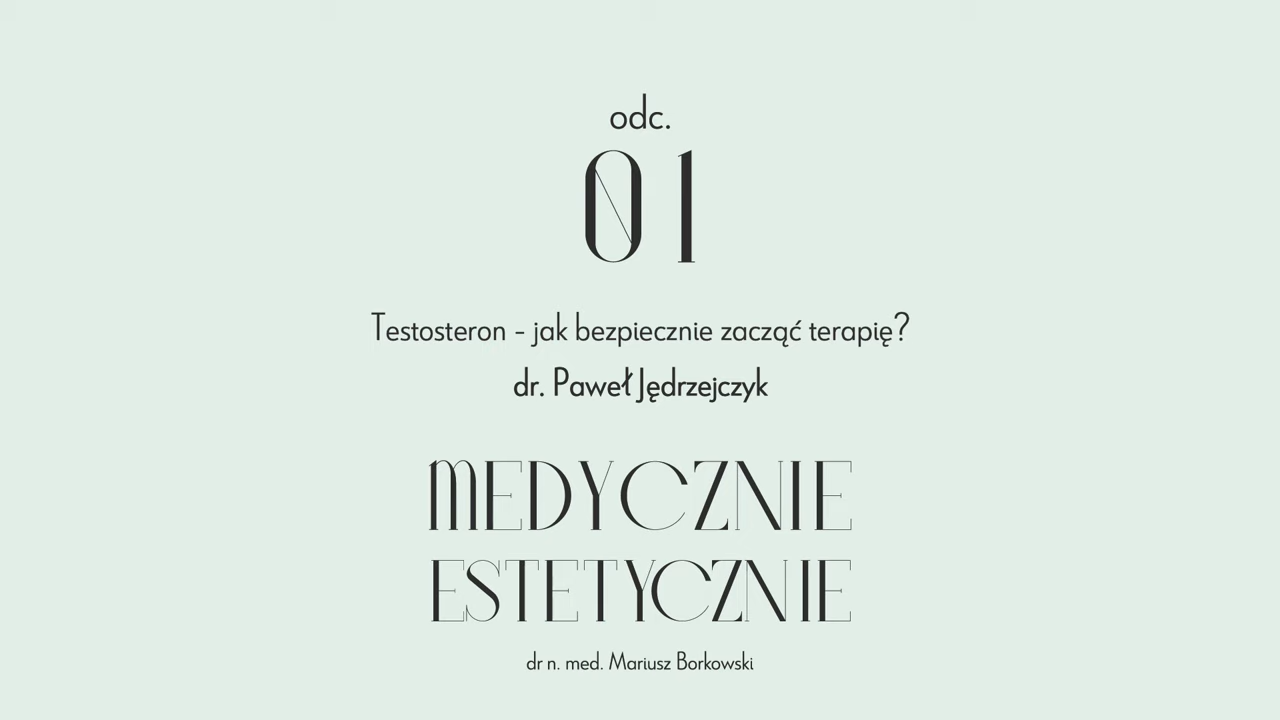 odc.
01
Testosteron - jak bezpiecznie zacząć terapię?
dr. Paweł Jędrzejczyk
MEDYCZNIE
ESTETYCZNIE
dr n. med. Mariusz Borkowski